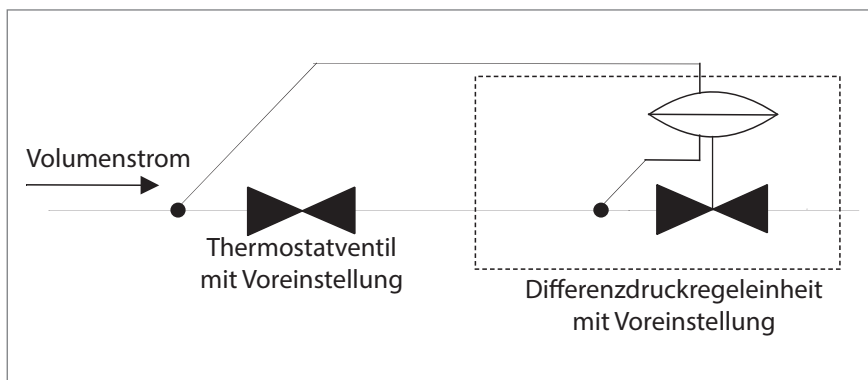 Volumenstrom
Thermostatventil
mit Voreinstellung
Differenzdruckregeleinheit
mit Voreinstellung